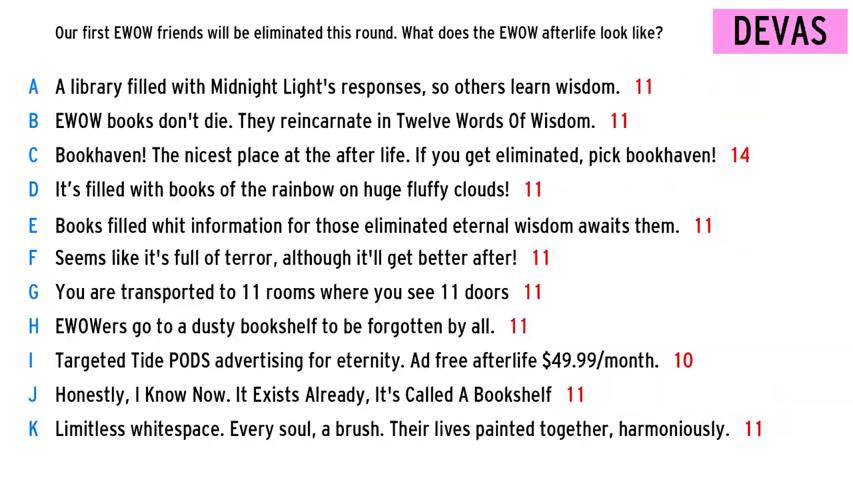 Our first EWOW friends will be eliminated this round. What does the EWOW afterlife look like?
DEVAS
A A library filled with Midnight Light's responses, so others learn wisdom. 11
B EWOW books don't die. They reincarnate in Twelve Words Of Wisdom. 11
C Bookhaven! The nicest place at the after life. If you get eliminated, pick bookhaven! 14
D It’s filled with books of the rainbow on huge fluffy clouds! 11
E Books filled whit information for those eliminated eternal wisdom awaits them. 11
F Seems like it's full of terror, although it'll get better after! 11
G You are transported to 11 rooms where you see 11 doors 11
H EWOWers go to a dusty bookshelf to be forgotten by all. 11
I Targeted Tide PODS advertising for eternity. Ad free afterlife $49.99/month. 10
J Honestly, I Know Now. It Exists Already, It's Called A Bookshelf 11
K Limitless whitespace. Every soul, a brush. Their lives painted together, harmoniously. 11